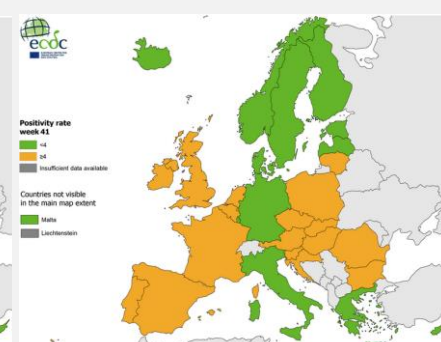 ecdc
Positivity rate
week 41
<4
≥4
Insufficient data available
Countries not visible
in the main map extent
Malta
Liechtenstein